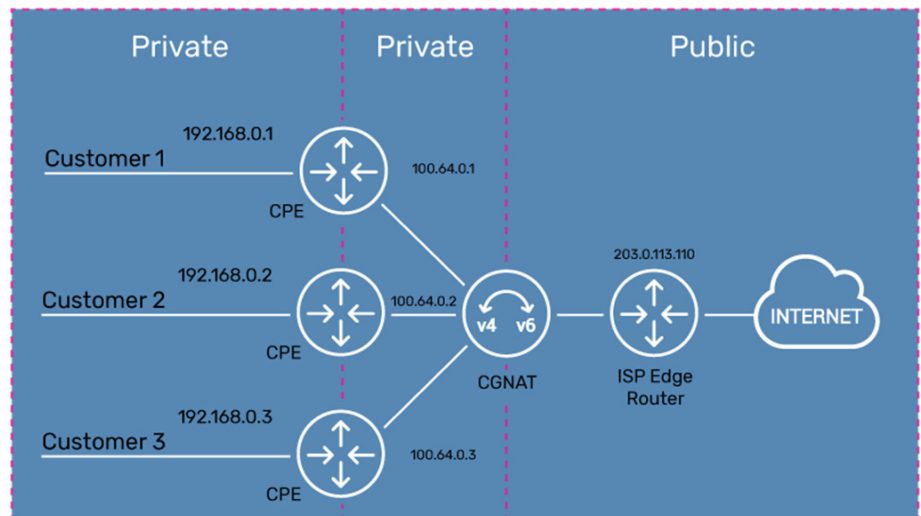 Private
Private
Public
192.168.0.1
Customer 1
100.64.0.1
CPE
192.168.0.2
Customer 2
100.64.0.2
CPE
v4 v6
CGNAT
203.0.113.110
ISP Edge
Router
INTERNET
192.168.0.3
Customer 3
100.64.0.3
CPE